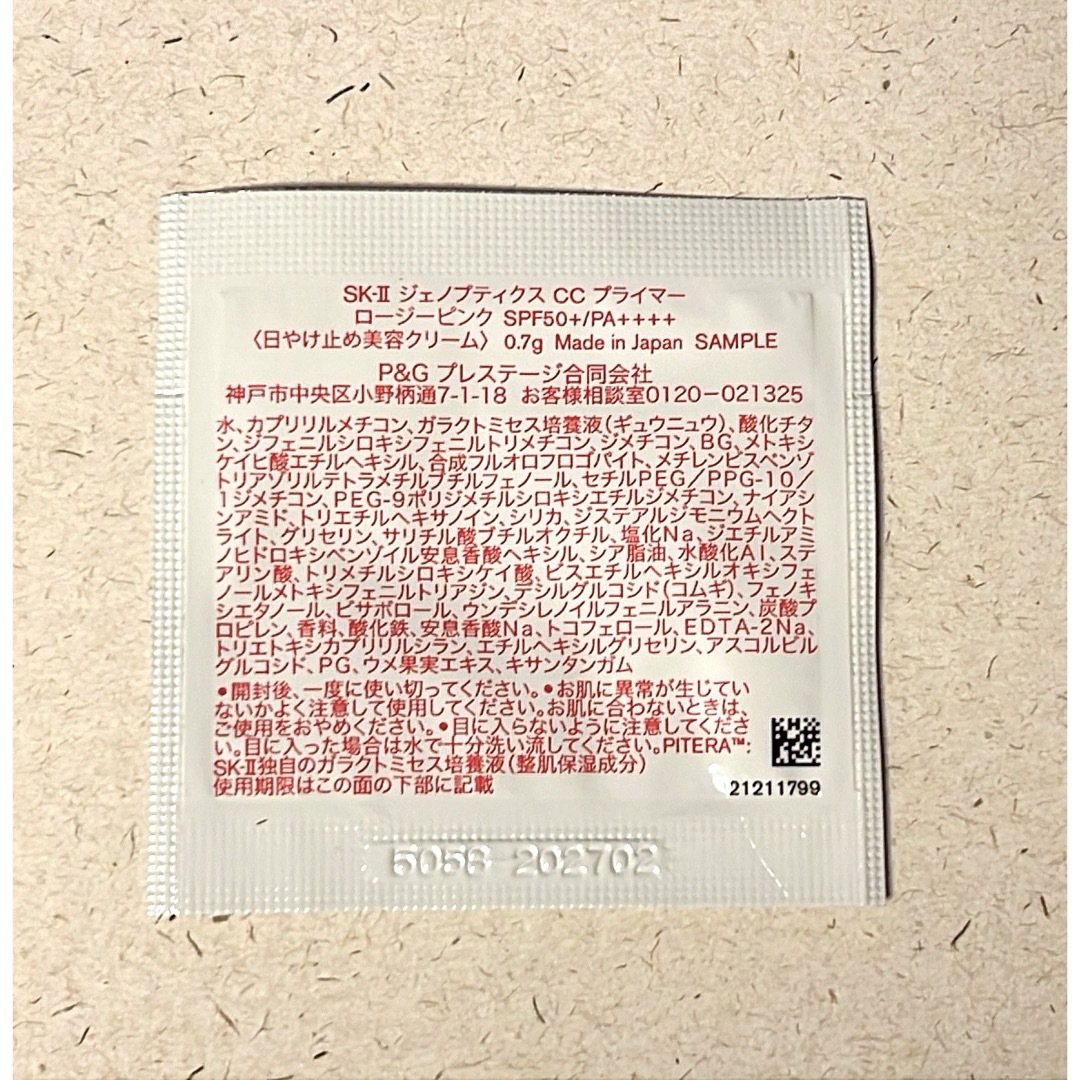 SK-Ⅱ ジェノプティクス CC プライマー
ロージーピンク SPF50+/PA++++
〈日やけ止め美容クリーム〉 0.7g Made in Japan SAMPLE
P&G プレステージ合同会社
神戸市中央区小野柄通7-1-18 お客様相談室0120-021325
水、カプリリルメチコン、ガラクトミセス培養液(ギュウニュウ)、酸化チタ
ン、ジフェニルシロキシフェニルトリメチコン、ジメチコン、BG、メトキシ
ケイヒ酸エチルヘキシル、合成フルオロフロゴパイト、メチレンビスベンゾ
トリアゾリルテトラメチルブチルフェノール、セチルPEG/PPG-10/
1ジメチコン、PEG-9ポリジメチルシロキシエチルジメチコン、ナイアシ
ンアミド、トリエチルヘキサノイン、シリカ、ジステアルジモニウムヘクト
ライト、グリセリン、サリチル酸ブチルオクチル、塩化Na、ジエチルアミ
ノヒドロキシベンゾイル安息香酸ヘキシル、シア脂油、水酸化Al、ステ
アリン酸、トリメチルシロキシケイ酸、ビスエチルヘキシルオキシフェ
ノールメトキシフェニルトリアジン、デシルグルコシド(コムギ)、フェノキ
シエタノール、ビサボロール、ウンデシレノイルフェニルアラニン、炭酸プ
ロピレン、香料、酸化鉄、安息香酸Na、トコフェロール、EDTA-2Na、
トリエトキシカプリリルシラン、エチルヘキシルグリセリン、アスコルビル
グルコシド、PG、ウメ果実エキス、キサンタンガム
●開封後、一度に使い切ってください。●お肌に異常が生じてい
ないかよく注意して使用してください。お肌に合わないときは、
ご使用をおやめください。●目に入らないように注意してくださ
い。目に入った場合は水で十分洗い流してください。PITERA™:
SK-Ⅱ独自のガラクトミセス培養液(整肌保湿成分)
使用期限はこの面の下部に記載
21211799
5058 202702